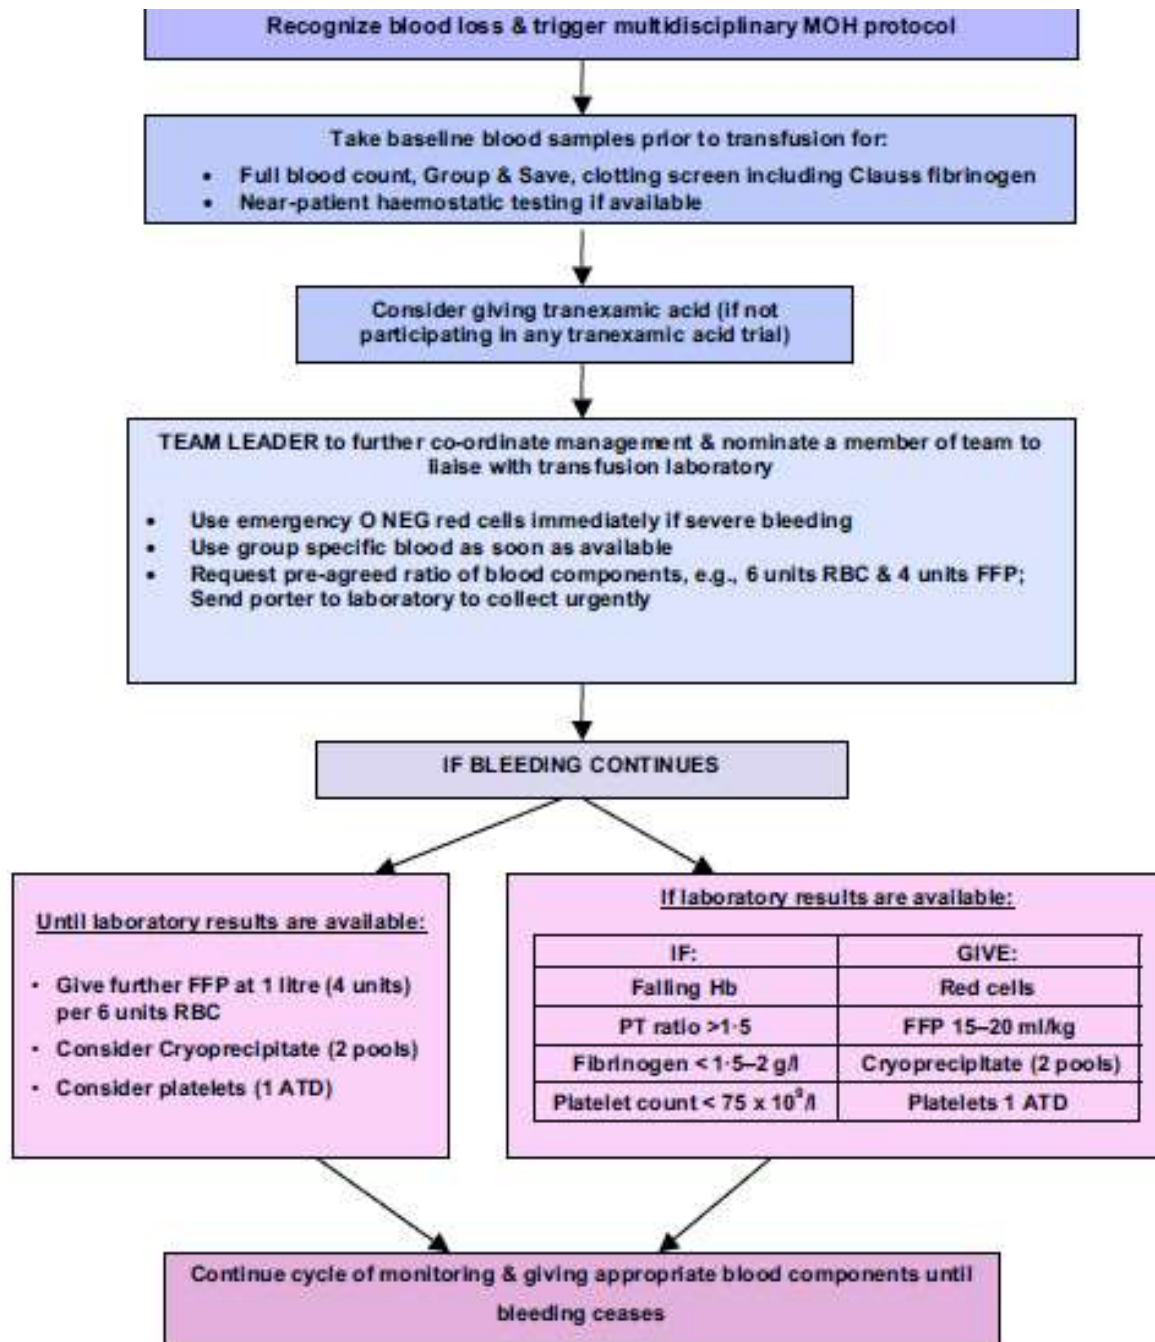 Recognize blood loss & trigger multidisciplinary MOH protocol
Take baseline blood samples prior to transfusion for:
• Full blood count, Group & Save, clotting screen including Clauss fibrinogen
• Near-patient haemostatic testing if available
Consider giving tranexamic acid (if not
participating in any tranexamic acid trial)
TEAM LEADER to further co-ordinate management & nominate a member of team to
liaise with transfusion laboratory
• Use emergency O NEG red cells immediately if severe bleeding
• Use group specific blood as soon as available
• Request pre-agreed ratio of blood components, e.g., 6 units RBC & 4 units FFP;
Send porter to laboratory to collect urgently
IF BLEEDING CONTINUES
Until laboratory results are available:
• Give further FFP at 1 litre (4 units)
per 6 units RBC
• Consider Cryoprecipitate (2 pools)
• Consider platelets (1 ATD)
If laboratory results are available:
IF: GIVE:
Falling Hb Red cells
PT ratio >1·5 FFP 15–20 ml/kg
Fibrinogen < 1·5–2 g/l Cryoprecipitate (2 pools)
Platelet count < 75 x 10⁹/l Platelets 1 ATD
Continue cycle of monitoring & giving appropriate blood components until
bleeding ceases